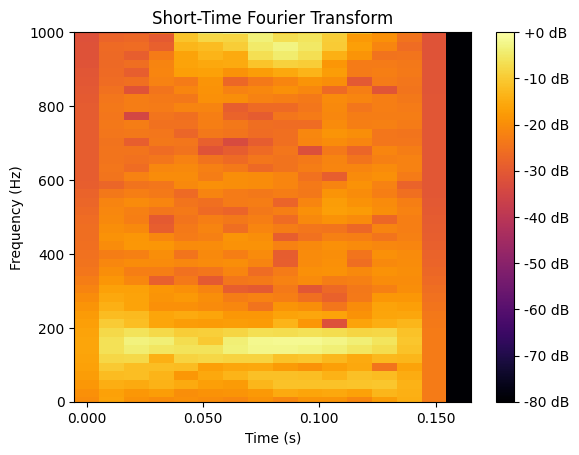 Short-Time Fourier Transform
1000
800
600
400
200
0
Frequency (Hz)
0.000
0.050
0.100
0.150
Time (s)
+0 dB
-10 dB
-20 dB
-30 dB
-40 dB
-50 dB
-60 dB
-70 dB
-80 dB